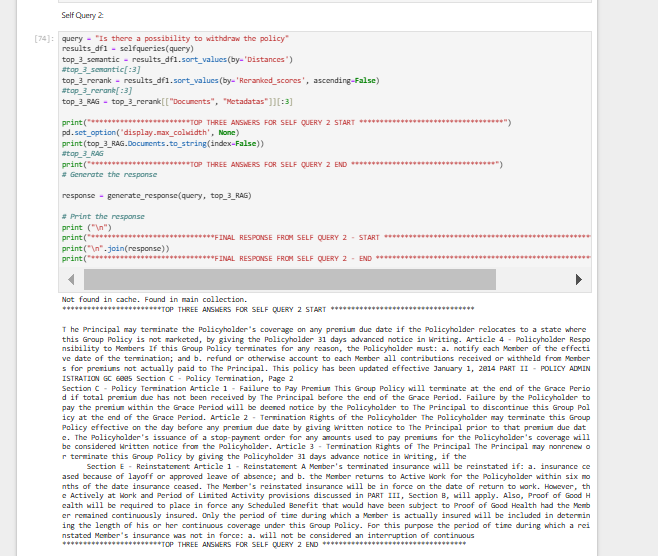 Self Query 2:
[74]: query = "Is there a possibility to withdraw the policy"
results_df1 = selfqueries(query)
top_3_semantic = results_df1.sort_values(by='Distances')
#top_3_semantic[:3]
top_3_rerank = results_df1.sort_values(by='Reranked_scores', ascending=False)
#top_3_rerank[:3]
top_3_RAG = top_3_rerank[["Documents", "Metadatas"]][:3]
print("************************TOP THREE ANSWERS FOR SELF QUERY 2 START ***********************************")
pd.set_option('display.max_colwidth', None)
print(top_3_RAG.Documents.to_string(index=False))
#top_3_RAG
print("************************TOP THREE ANSWERS FOR SELF QUERY 2 END ***********************************")
# Generate the response
response = generate_response(query, top_3_RAG)
# Print the response
print ("\n")
print("******************************FINAL RESPONSE FROM SELF QUERY 2 - START **************************************************
print("\n".join(response))
print("******************************FINAL RESPONSE FROM SELF QUERY 2 - END ****************************************************
Not found in cache. Found in main collection.
************************TOP THREE ANSWERS FOR SELF QUERY 2 START ***********************************
T he Principal may terminate the Policyholder's coverage on any premium due date if the Policyholder relocates to a state where
this Group Policy is not marketed, by giving the Policyholder 31 days advanced notice in Writing. Article 4 - Policyholder Respo
nsibility to Members If this Group Policy terminates for any reason, the Policyholder must: a. notify each Member of the effecti
ve date of the termination; and b. refund or otherwise account to each Member all contributions received or withheld from Member
s for premiums not actually paid to The Principal. This policy has been updated effective January 1, 2014 PART II - POLICY ADMIN
ISTRATION GC 6005 Section C - Policy Termination, Page 2
Section C - Policy Termination Article 1 - Failure to Pay Premium This Group Policy will terminate at the end of the Grace Perio
d if total premium due has not been received by The Principal before the end of the Grace Period. Failure by the Policyholder to
pay the premium within the Grace Period will be deemed notice by the Policyholder to The Principal to discontinue this Group Pol
icy at the end of the Grace Period. Article 2 - Termination Rights of the Policyholder The Policyholder may terminate this Group
Policy effective on the day before any premium due date by giving Written notice to The Principal prior to that premium due dat
e. The Policyholder's issuance of a stop-payment order for any amounts used to pay premiums for the Policyholder's coverage will
be considered Written notice from the Policyholder. Article 3 - Termination Rights of The Principal The Principal may nonrenew o
r terminate this Group Policy by giving the Policyholder 31 days advance notice in Writing, if the
Section E - Reinstatement Article 1 - Reinstatement A Member's terminated insurance will be reinstated if: a. insurance ce
ased because of layoff or approved leave of absence; and b. the Member returns to Active Work for the Policyholder within six mo
nths of the date insurance ceased. The Member's reinstated insurance will be in force on the date of return to work. However, th
e Actively at Work and Period of Limited Activity provisions discussed in PART III, Section B, will apply. Also, Proof of Good H
ealth will be required to place in force any Scheduled Benefit that would have been subject to Proof of Good Health had the Memb
er remained continuously insured. Only the period of time during which a Member is actually insured will be included in determin
ing the length of his or her continuous coverage under this Group Policy. For this purpose the period of time during which a rei
nstated Member's insurance was not in force: a. will not be considered an interruption of continuous
************************TOP THREE ANSWERS FOR SELF QUERY 2 END ***********************************